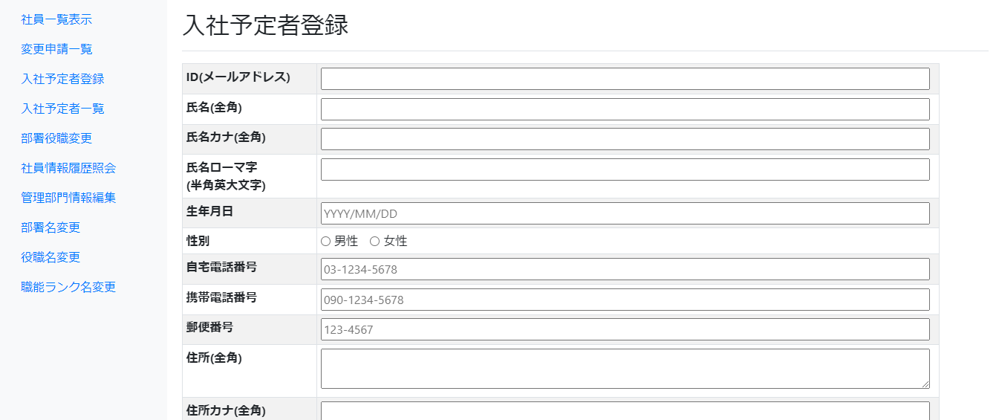 社員一覧表示
変更申請一覧
入社予定者登録
入社予定者一覧
部署役職変更
社員情報履歴照会
管理部門情報編集
部署名変更
役職名変更
職能ランク名変更
入社予定者登録
ID(メールアドレス)
氏名(全角)
氏名カナ(全角)
氏名ローマ字
(半角英大文字)
生年月日 YYYY/MM/DD
性別 男性 女性
自宅電話番号 03-1234-5678
携帯電話番号 090-1234-5678
郵便番号 123-4567
住所(全角)
住所カナ(全角)